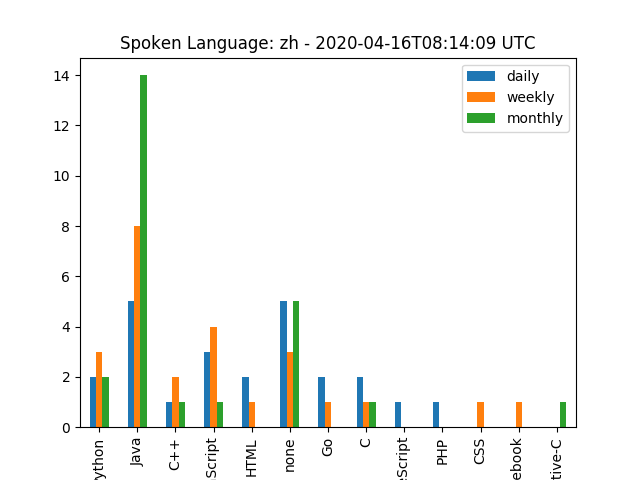 Spoken Language: zh - 2020-04-16T08:14:09 UTC
daily
weekly
monthly
14
12
10
8
6
4
2
0
ython
Java
C++
Script
HTML
none
Go
C
Script
PHP
CSS
ebook
tive-C